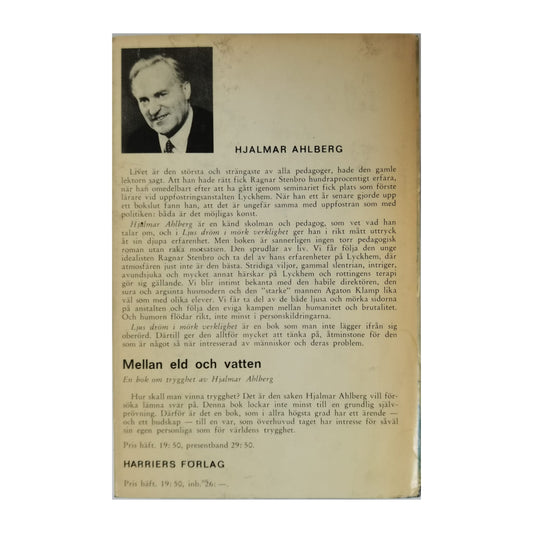 HJALMAR AHLBERG
Livet är den största och strängaste av alla pedagoger, hade den gamle
lektorn sagt. Att han hade rätt fick Ragnar Stenbro hundraprocentigt erfara,
när han omedelbart efter att ha gått igenom seminariet fick plats som förste
lärare vid uppfostringsanstalten Lyckhem. När han ett år senare gjorde upp
ett bokslut fann han, att det är ungefär samma med uppfostran som med
politiken: båda är det möjligas konst.
Hjalmar Ahlberg är en känd skolman och pedagog, som vet vad han
talar om, och i Ljus dröm i mörk verklighet ger han i rikt mått uttryck
åt sin djupa erfarenhet. Men boken är sannerligen ingen torr pedagogisk
roman utan raka motsatsen. Den sprudlar av liv. Vi får följa den unge
idealisten Ragnar Stenbro och ta del av hans erfarenheter på Lyckhem, där
atmosfären just inte är den bästa. Stridiga viljor, gammal slentrian, intriger,
avundsjuka och mycket annat härskar på Lyckhem och rottingens terapi
gör sig gällande. Vi blir intimt bekanta med den habile direktören, den
sura och argsinta husmodern och den "starke" mannen Agaton Klamp lika
väl som med olika elever. Vi får ta del av de både ljusa och mörka sidorna
på anstalten och följa den eviga kampen mellan humanitet och brutalitet.
Och humorn flödar rikt, inte minst i personskildringarna.
Ljus dröm i mörk verklighet är en bok som man inte lägger ifrån sig
oberörd. Därtill ger den alltför mycket att tänka på, åtminstone för den
som är något så när intresserad av människor och deras problem.
Mellan eld och vatten
En bok om trygghet av Hjalmar Ahlberg
Hur skall man vinna trygghet? Det är den saken Hjalmar Ahlberg vill för-
söka lämna svar på. Denna bok lockar inte minst till en grundlig själv-
prövning. Därför är det en bok, som i allra högsta grad har ett ärende —
och ett budskap — till en var, som överhuvud taget har intresse för såväl
sin egen personliga som för världens trygghet.
Pris häft. 19: 50, presentband 29: 50.
HARRIERS FÖRLAG
Pris häft. 19: 50, inb. 26: —.